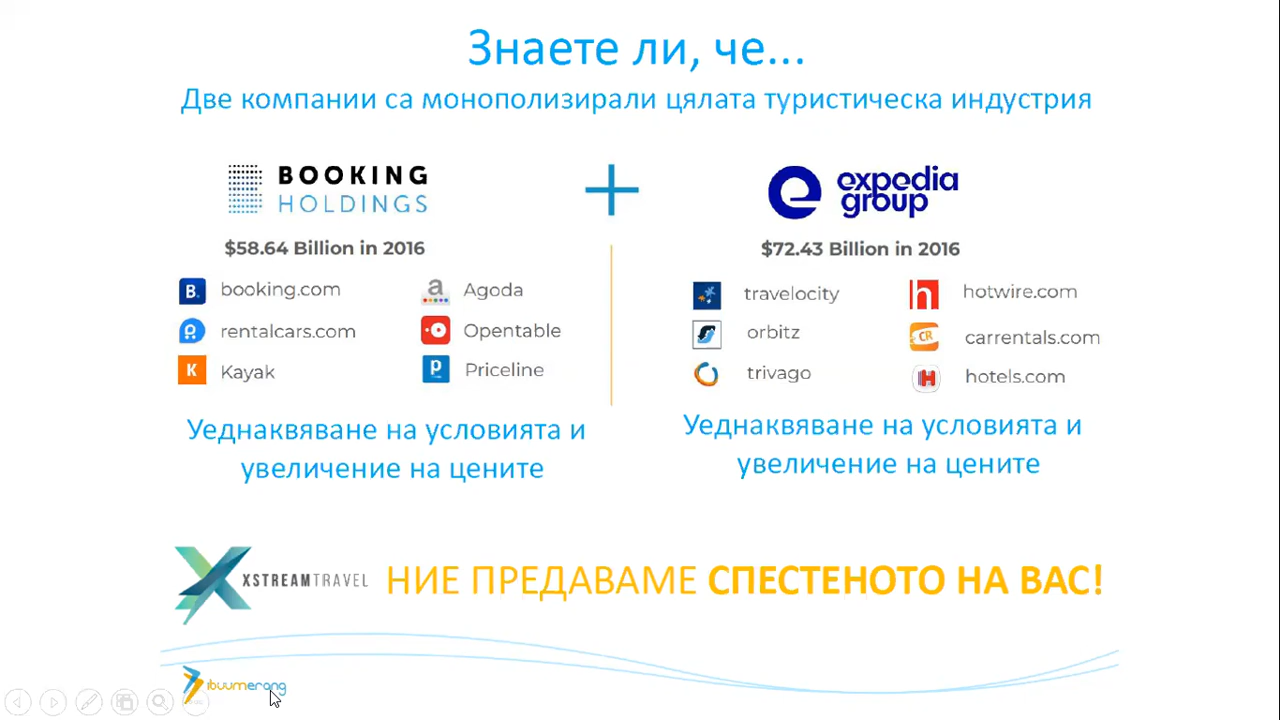 Знаете ли, че...
Две компании са монополизирали цялата туристическа индустрия
BOOKING
HOLDINGS
$58.64 Billion in 2016
B. booking.com
a Agoda
rentalcars.com
Opentable
K Kayak
p Priceline
Уеднаквяване на условията и
увеличение на цените
e expedia
group
$72.43 Billion in 2016
travelocity
h hotwire.com
orbitz
CR carrentals.com
trivago
H hotels.com
Уеднаквяване на условията и
увеличение на цените
XSTREAMTRAVEL НИЕ ПРЕДАВАМЕ СПЕСТЕНОТО НА ВАС!
ibuumerang